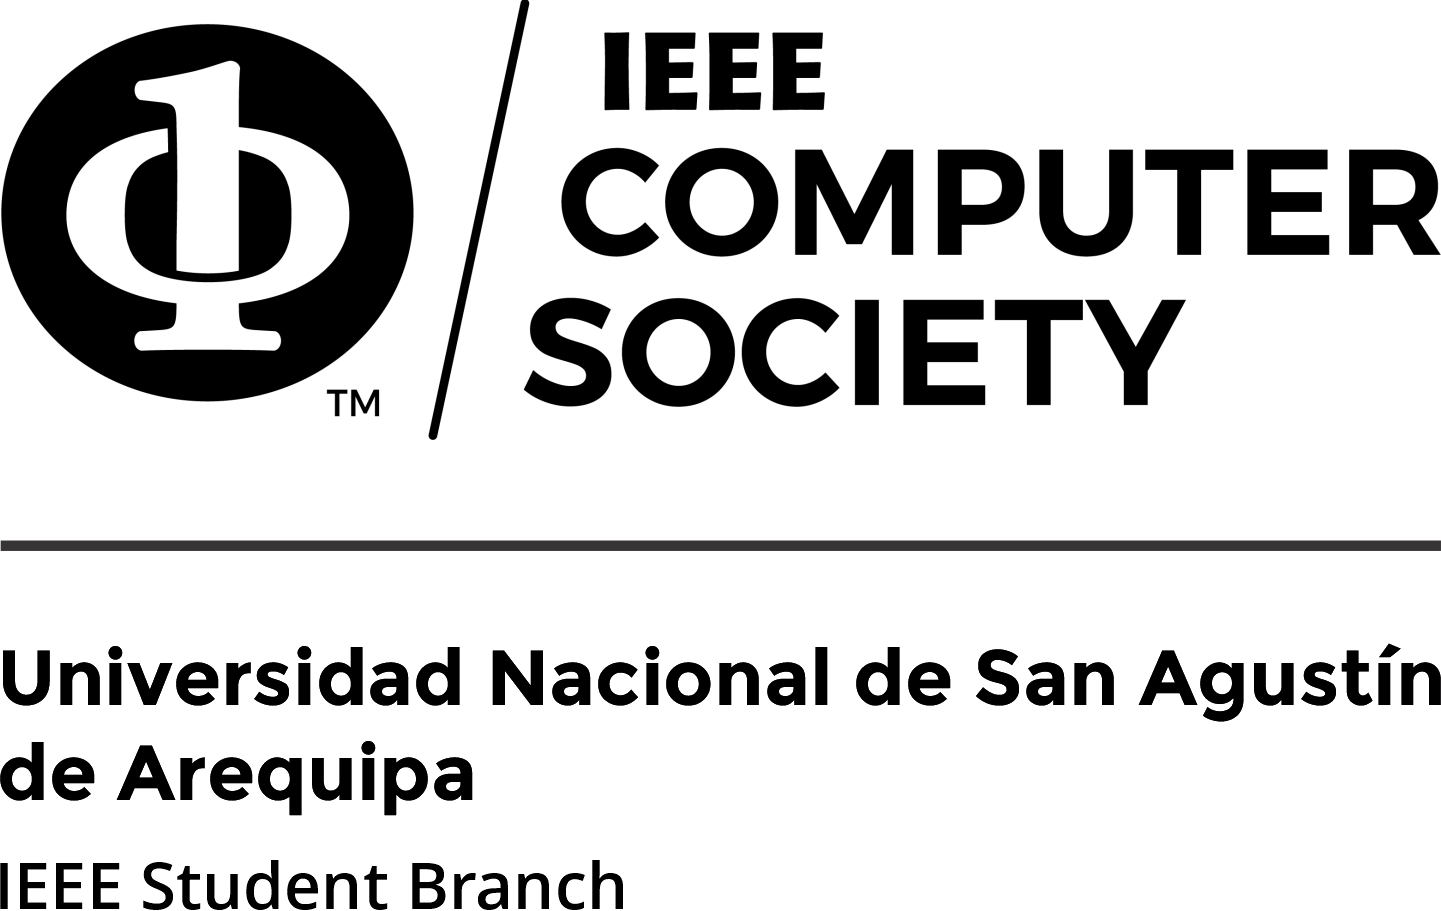 IEEE
COMPUTER
SOCIETY
TM
Universidad Nacional de San Agustín
de Arequipa
IEEE Student Branch